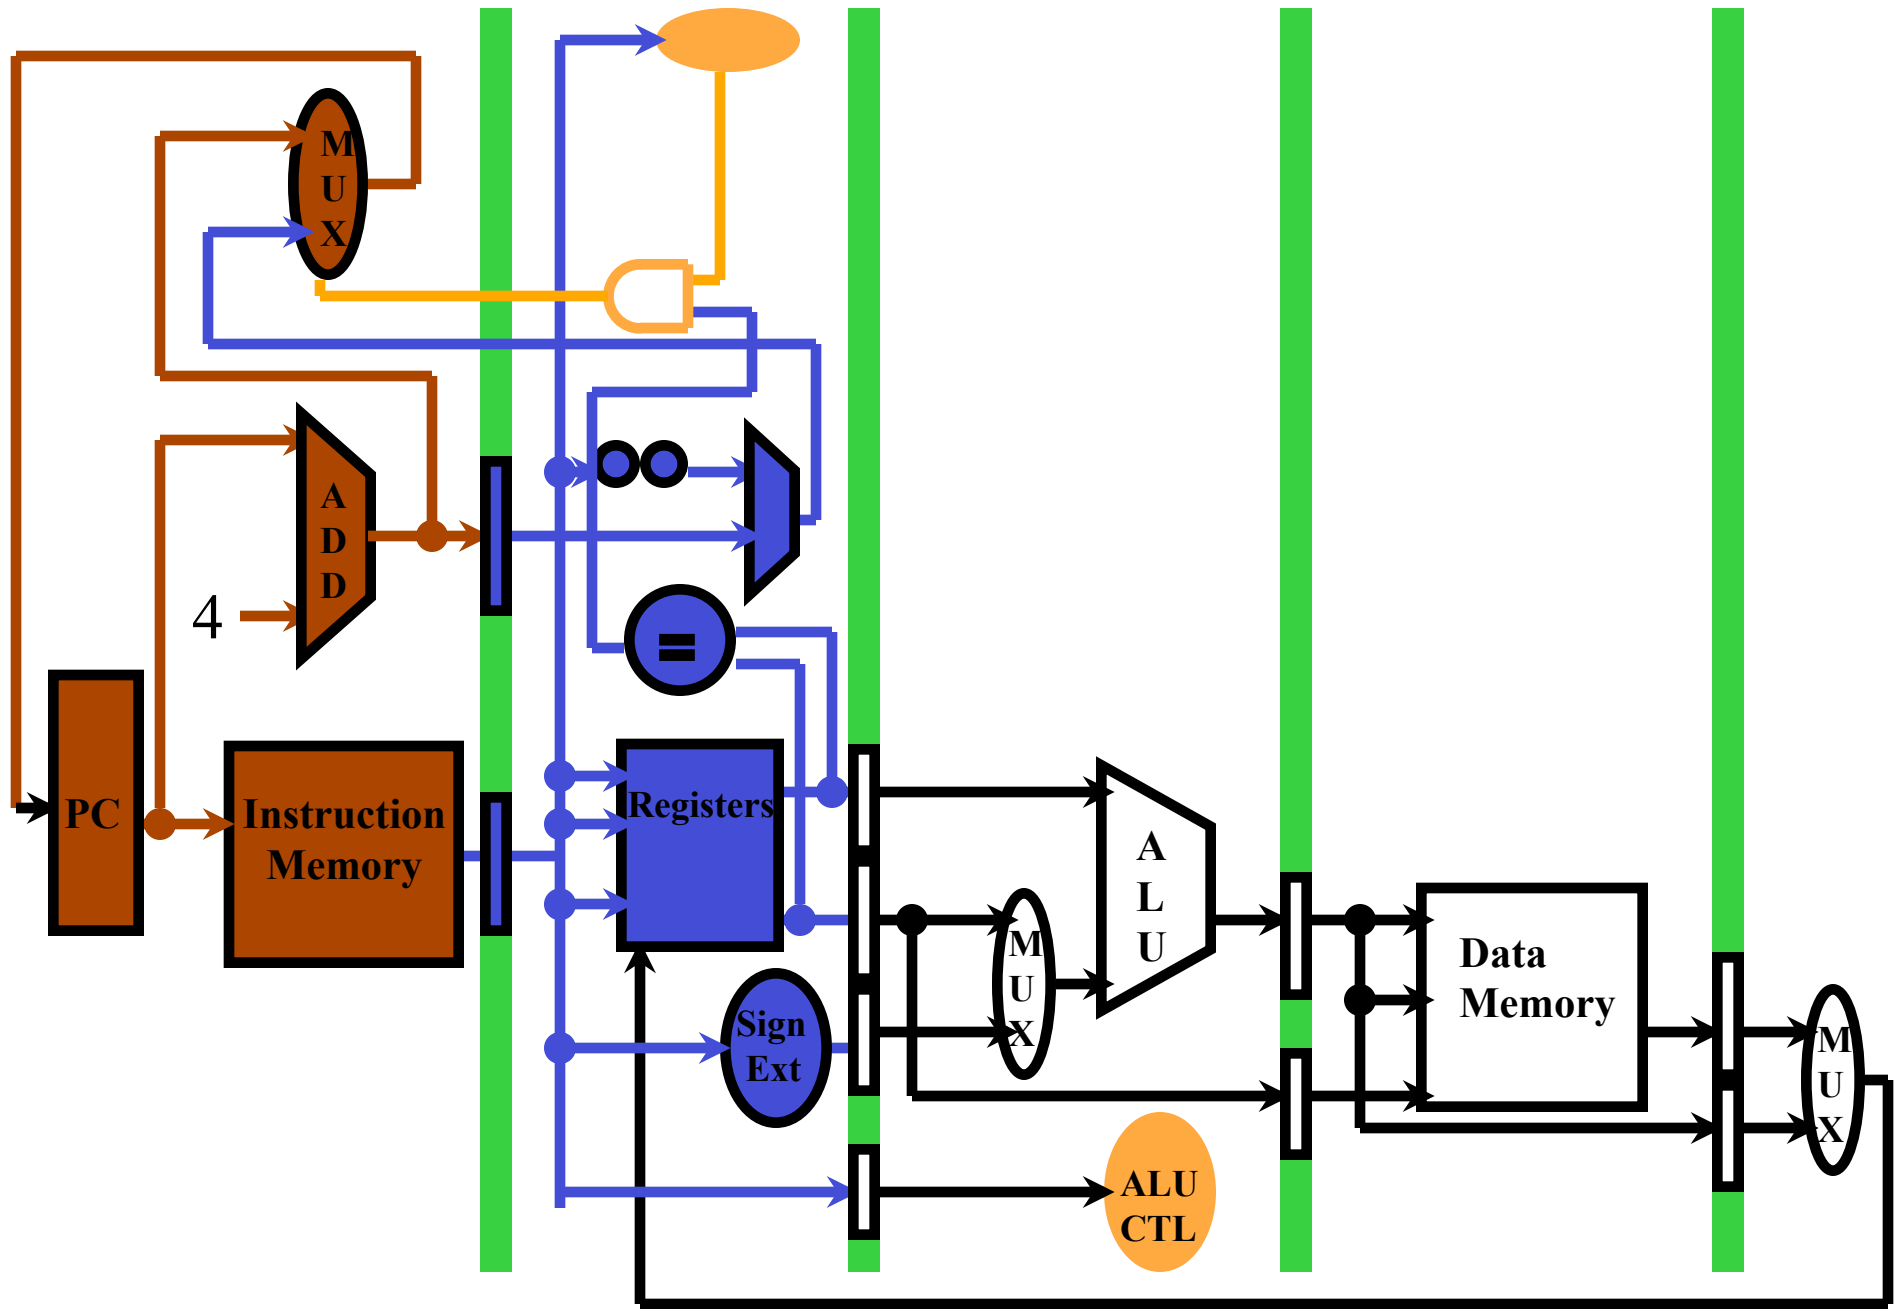 M
U
X
A
D
D
4
=
PC
Instruction
Memory
Registers
Sign
Ext
M
U
X
A
L
U
ALU
CTL
Data
Memory
M
U
X